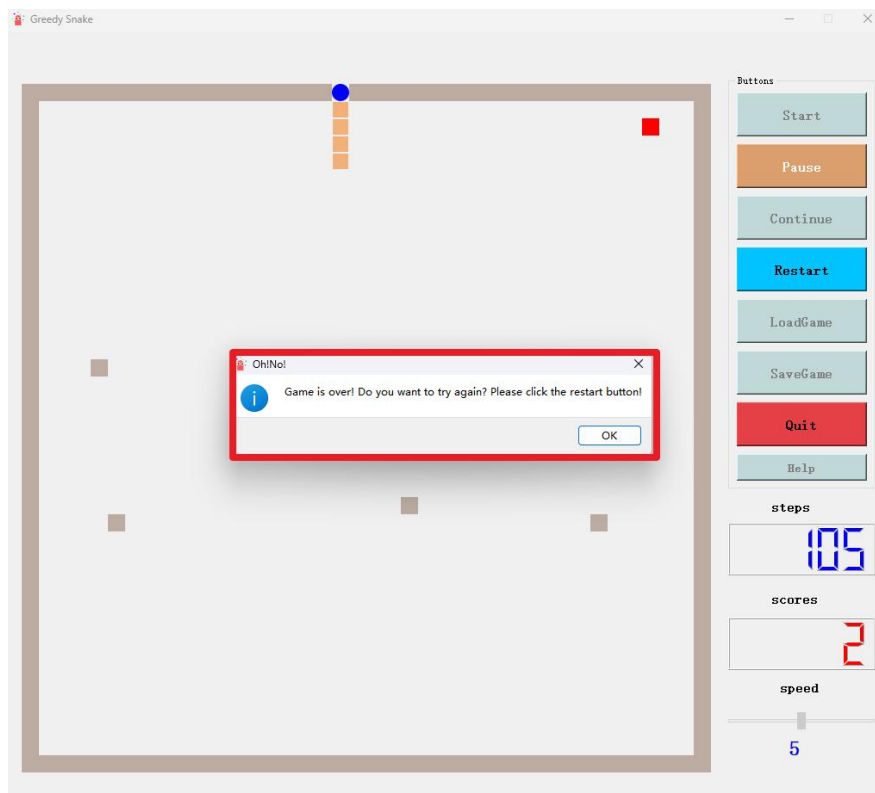 Greedy Snake
Buttons
Start
Pause
Continue
Restart
LoadGame
Oh!No!
Game is over! Do you want to try again? Please click the restart button!
OK
SaveGame
Quit
Help
steps
105
scores
2
speed
5